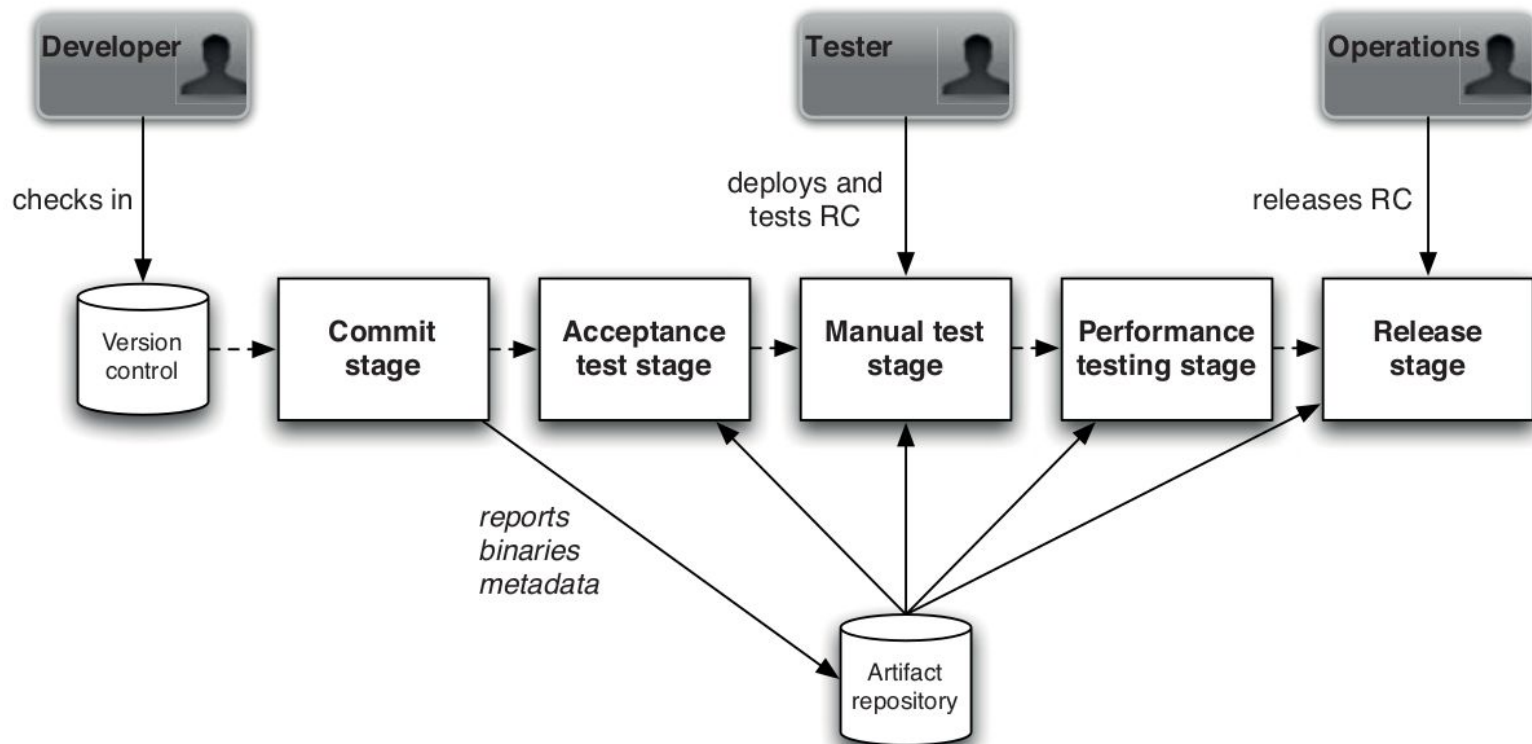 Developer
Tester
Operations
checks in
deploys and
tests RC
releases RC
Version
control
Commit
stage
Acceptance
test stage
Manual test
stage
Performance
testing stage
Release
stage
reports
binaries
metadata
Artifact
repository